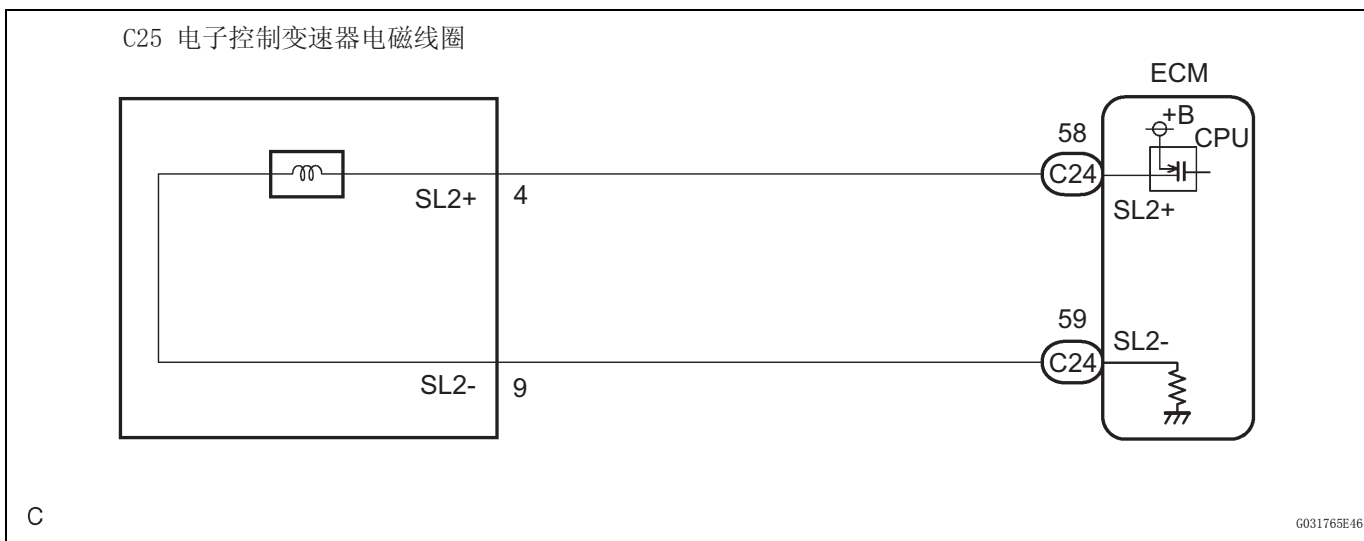 C25 电子控制变速器电磁线圈
ECM
+B
CPU
58
C24
SL2+
4
SL2+
59
C24
SL2-
SL2-
9
C
G031765E46